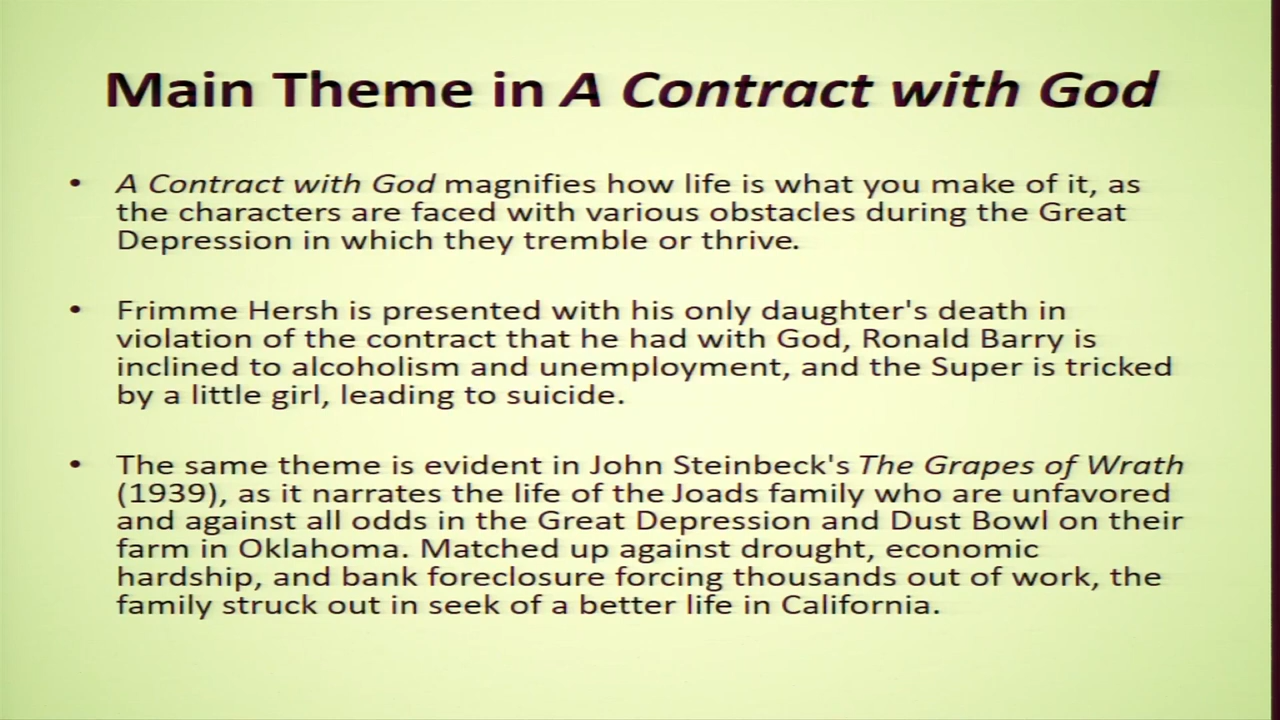 Main Theme in A Contract with God
• A Contract with God magnifies how life is what you make of it, as
the characters are faced with various obstacles during the Great
Depression in which they tremble or thrive.
• Frimme Hersh is presented with his only daughter's death in
violation of the contract that he had with God, Ronald Barry is
inclined to alcoholism and unemployment, and the Super is tricked
by a little girl, leading to suicide.
• The same theme is evident in John Steinbeck's The Grapes of Wrath
(1939), as it narrates the life of the Joads family who are unfavored
and against all odds in the Great Depression and Dust Bowl on their
farm in Oklahoma. Matched up against drought, economic
hardship, and bank foreclosure forcing thousands out of work, the
family struck out in seek of a better life in California.